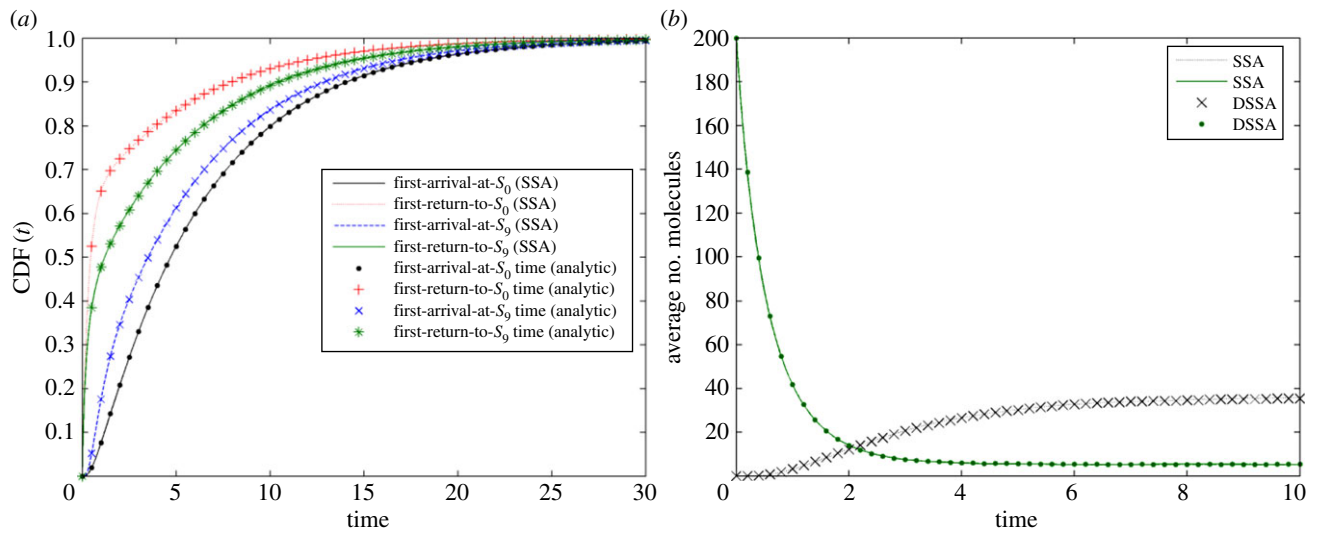 (a)
1.0
0.9
0.8
0.7
0.6
0.5
0.4
0.3
0.2
0.1
0
5
10
15
20
25
30
CDF (t)
time
first-arrival-at-S0 (SSA)
first-return-to-S0 (SSA)
first-arrival-at-S9 (SSA)
first-return-to-S9 (SSA)
first-arrival-at-S0 time (analytic)
first-return-to-S0 time (analytic)
first-arrival-at-S9 time (analytic)
first-return-to-S9 time (analytic)
(b)
200
180
160
140
120
100
80
60
40
20
0
2
4
6
8
10
average no. molecules
time
SSA
SSA
DSSA
DSSA